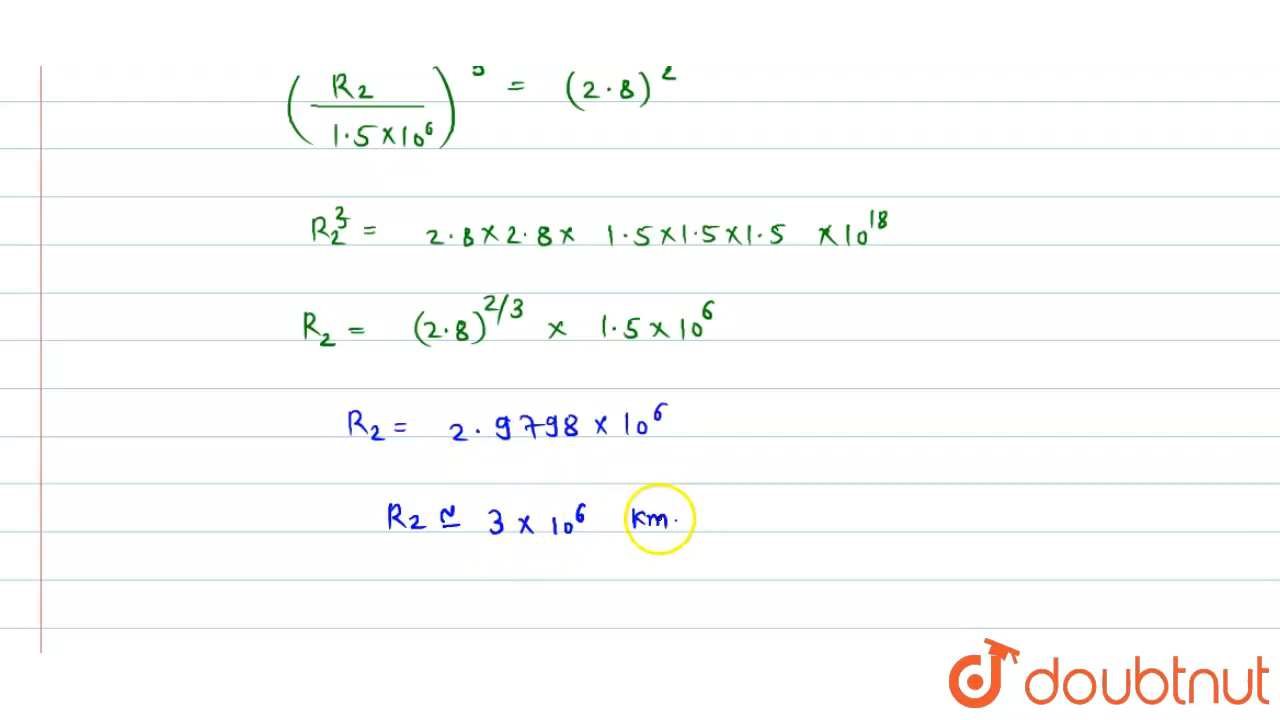 (R₂ / 1.5×10⁶)³ = (2.8)²
R₂³ = 2.8×2.8× 1.5×1.5×1.5 ×10¹⁸
R₂ = (2.8)^2/3 × 1.5×10⁶
R₂ = 2.9798×10⁶
R₂ ≃ 3×10⁶ Km.
doubtnut